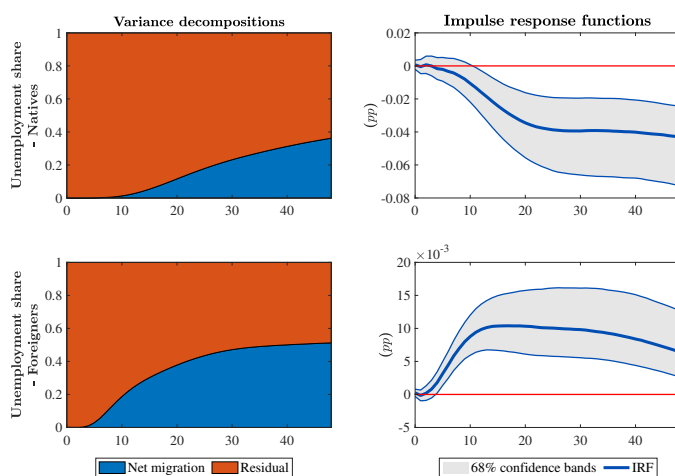 Variance decompositions
Impulse response functions
Unemployment share
- Natives
1
0.8
0.6
0.4
0.2
0
0 10 20 30 40
(pp)
0.02
0
-0.02
-0.04
-0.06
-0.08
0 10 20 30 40
Unemployment share
- Foreigners
1
0.8
0.6
0.4
0.2
0
0 10 20 30 40
(pp)
×10⁻³
20
15
10
5
0
-5
0 10 20 30 40
Net migration Residual
68% confidence bands IRF